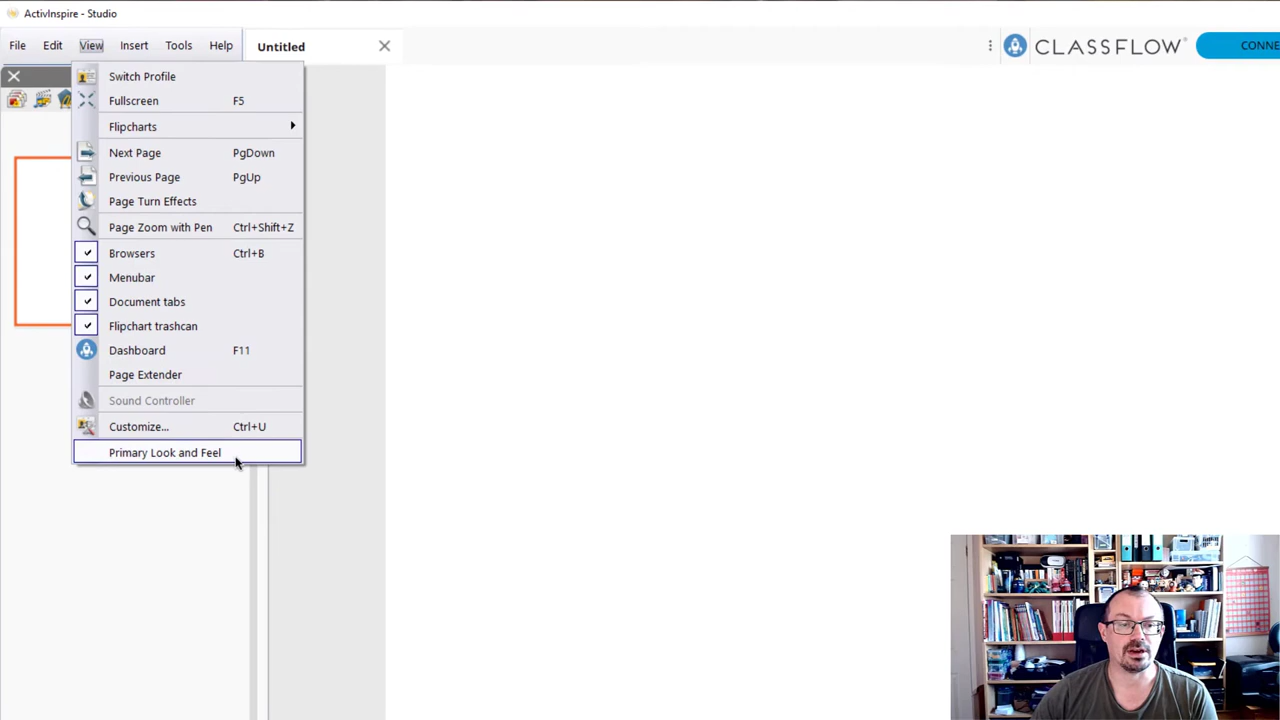 ActivInspire - Studio
File Edit View Insert Tools Help Untitled CLASSFLOW CONNE
Switch Profile
Fullscreen F5
Flipcharts
Next Page PgDown
Previous Page PgUp
Page Turn Effects
Page Zoom with Pen Ctrl+Shift+Z
Browsers Ctrl+B
Menubar
Document tabs
Flipchart trashcan
Dashboard F11
Page Extender
Sound Controller
Customize... Ctrl+U
Primary Look and Feel